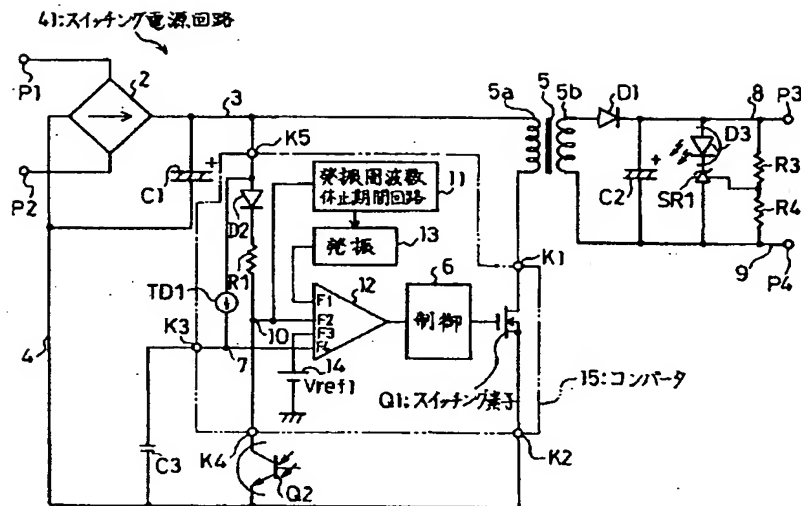 41:スイッチング電源回路
P1
2
3
5a
5
5b
D1
8
P3
K5
P2
C1
+
発振周波数
休止期間回路
11
D2
C2
+
D3
R3
SR1
R4
発振
13
R1
K1
9
P4
TD1
12
6
F1
F2
F3
F4
制御
K3
10
4
7
14
Vref1
15:コンバータ
Q1:スイッチング素子
K4
K2
C3
Q2